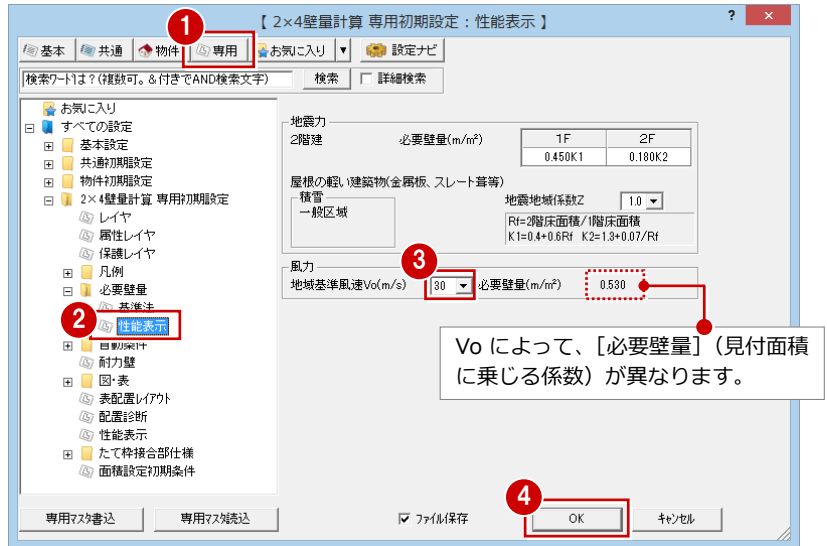 【 2×4壁量計算 専用初期設定：性能表示 】
?
×
1
基本 共通 物件 専用 お気に入り ▼ 設定ナビ
検索ワードは？(複数可。＆付きでAND検索文字) 検索 詳細検索
お気に入り
すべての設定
基本設定
共通初期設定
物件初期設定
2×4壁量計算 専用初期設定
レイヤ
属性レイヤ
保護レイヤ
凡例
必要壁量
基準法
2
性能表示
自動条件
耐力壁
図・表
表配置レイアウト
配置診断
性能表示
たて枠接合部仕様
面積設定初期条件
地震力
2階建 必要壁量(m/m²) 1F 2F
0.450K1 0.180K2
屋根の軽い建築物(金属板、スレート葺等)
積雪
一般区域
地震地域係数Z 1.0
Rf=2階床面積/1階床面積
K1=0.4+0.6Rf K2=1.3+0.07/Rf
3
風力
地域基準風速Vo(m/s) 30 必要壁量(m/m²) 0.530
Vo によって、［必要壁量］（見付面積
に乗じる係数）が異なります。
4
専用マスタ書込 専用マスタ読込 ファイル保存 OK キャンセル